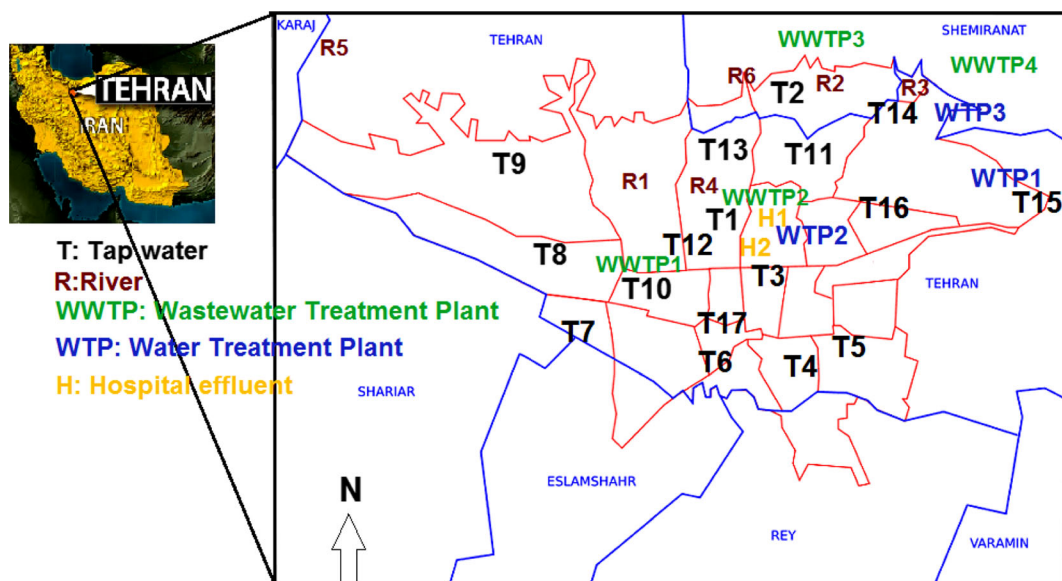 TEHRAN
IRAN
T: Tap water
R:River
WWTP: Wastewater Treatment Plant
WTP: Water Treatment Plant
H: Hospital effluent
KARAJ
R5
TEHRAN
WWTP3
SHEMIRANAT
WWTP4
R6
R2
R3
T2
T14
WTP3
T9
T13
T11
R1
R4
WTP1
WWTP2
T15
T1
H1
T16
T8
T12
H2
WTP2
WWTP1
T10
T3
TEHRAN
T7
T17
T5
T6
T4
SHARIAR
ESLAMSHAHR
N
REY
VARAMIN